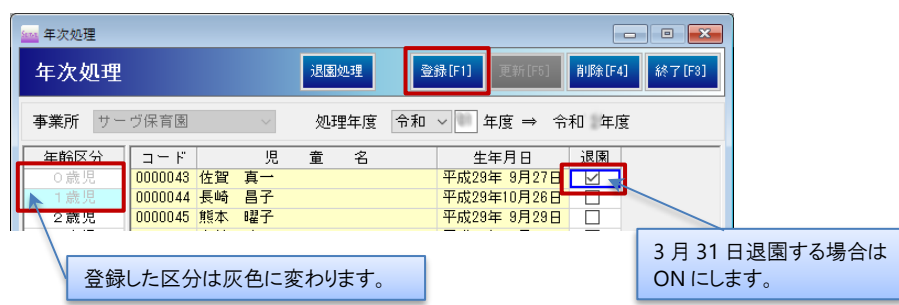 年次処理
年次処理 退園処理 登録[F1] 更新[F5] 削除[F4] 終了[F3]
事業所 サーヴ保育園 処理年度 令和 年度 ⇒ 令和 年度
年齢区分 コード 児 童 名 生年月日 退園
0歳児 0000043 佐賀 真一 平成29年 9月27日
1歳児 0000044 長崎 昌子 平成29年10月26日
2歳児 0000045 熊本 曜子 平成29年 9月29日
登録した区分は灰色に変わります。
3 月 31 日退園する場合は
ON にします。